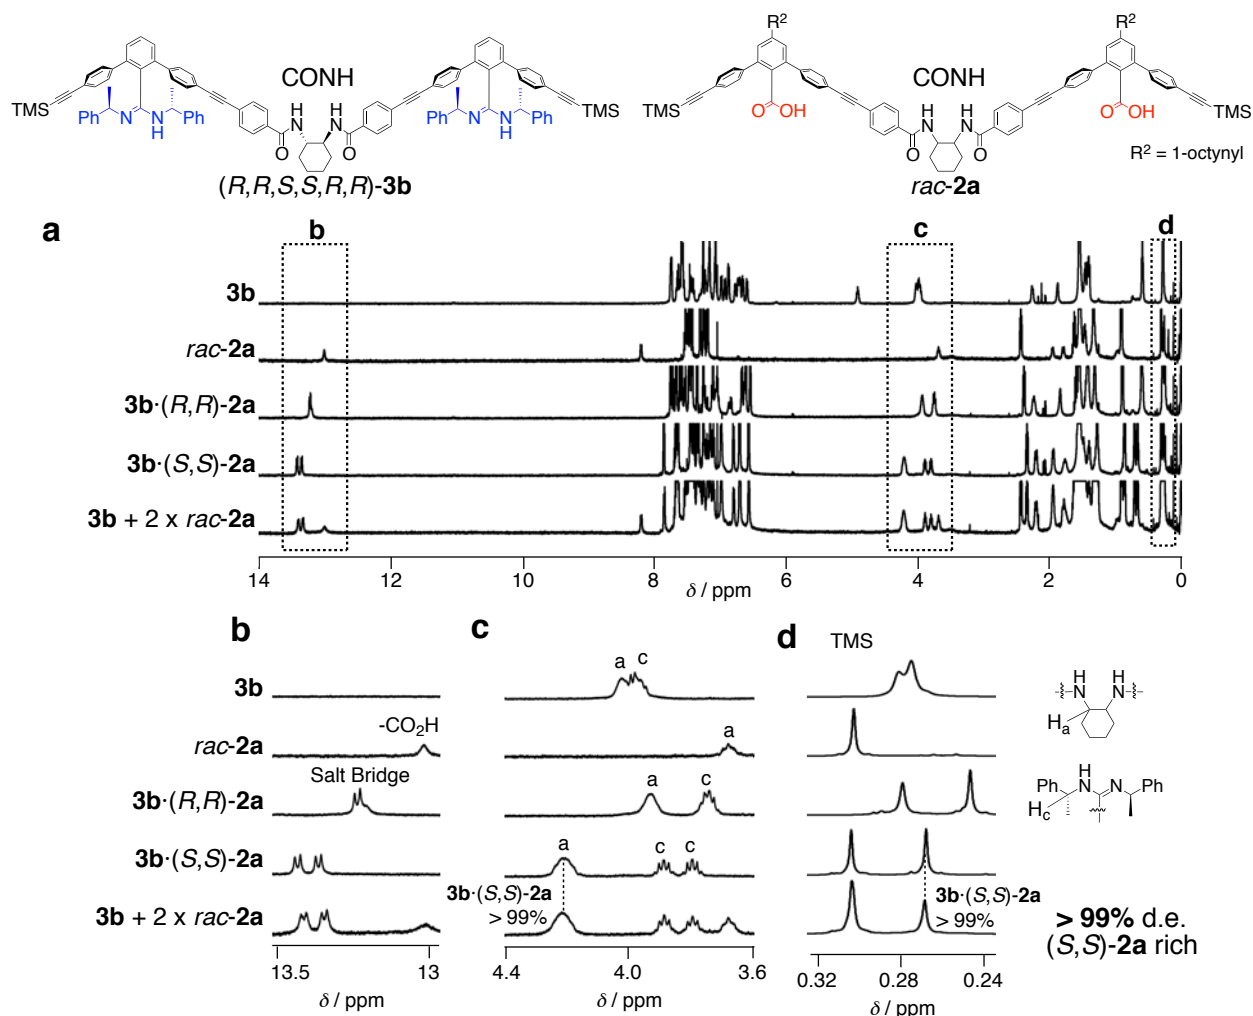 R²
R²
CONH
CONH
TMS
TMS
TMS
TMS
Ph
N
N
H
Ph
Ph
N
N
H
Ph
H
N
H
N
O
O
O
OH
O
OH
H
N
H
N
O
O
R² = 1-octynyl
(R,R,S,S,R,R)-3b
rac-2a
a
b
c
d
3b
rac-2a
3b·(R,R)-2a
3b·(S,S)-2a
3b + 2 x rac-2a
14
12
10
8
6
4
2
0
δ / ppm
b
c
d
TMS
3b
a
c
H
N
H
N
Ha
-CO₂H
rac-2a
a
Salt Bridge
3b·(R,R)-2a
a
c
Ph
H
N
N
Ph
Hc
3b·(S,S)-2a
a
c
c
3b·(S,S)-2a
> 99%
3b·(S,S)-2a
> 99%
3b + 2 x rac-2a
> 99% d.e.
(S,S)-2a rich
13.5
13
4.4
4.0
3.6
0.32
0.28
0.24
δ / ppm
δ / ppm
δ / ppm